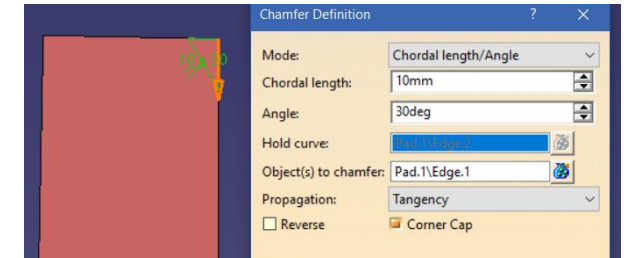 Chamfer Definition ? ×
Mode: Chordal length/Angle
Chordal length: 10mm
Angle: 30deg
Hold curve: Pad.1\Edge.2
Object(s) to chamfer: Pad.1\Edge.1
Propagation: Tangency
Reverse Corner Cap